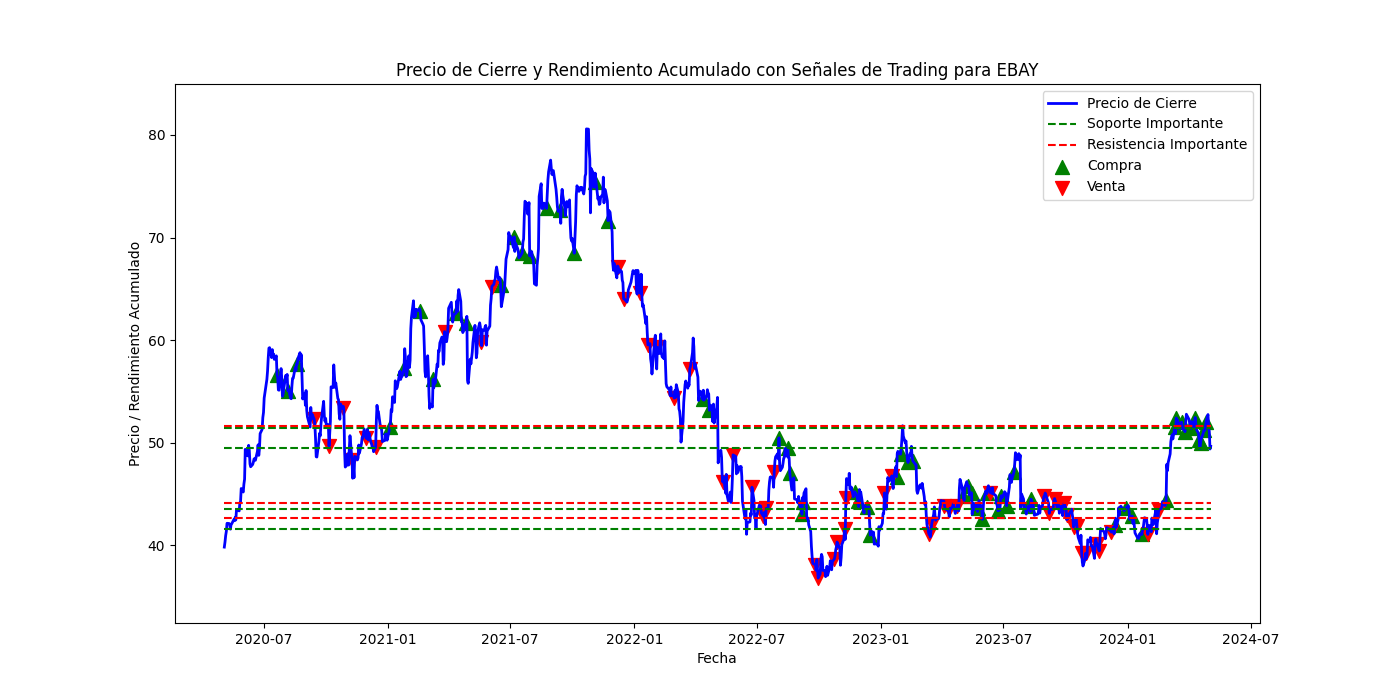 Precio de Cierre y Rendimiento Acumulado con Señales de Trading para EBAY
Precio de Cierre
Soporte Importante
Resistencia Importante
Compra
Venta
Precio / Rendimiento Acumulado
80
70
60
50
40
2020-07
2021-01
2021-07
2022-01
2022-07
2023-01
2023-07
2024-01
2024-07
Fecha